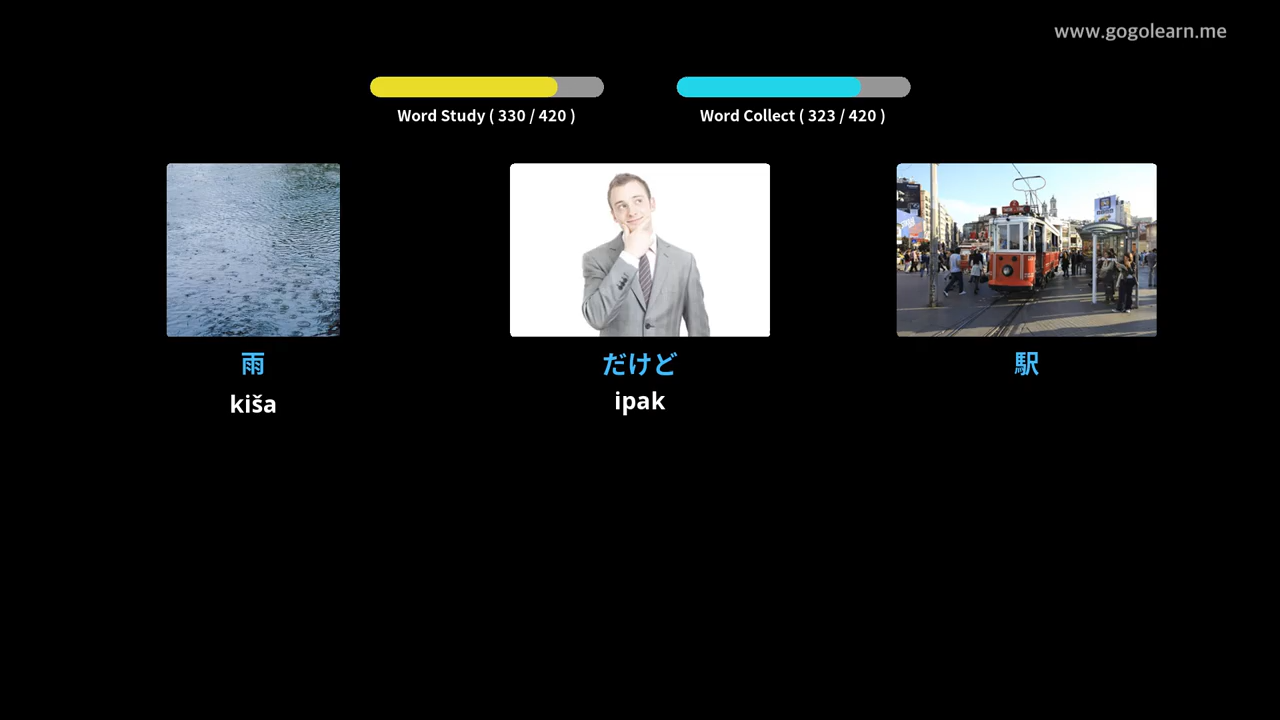 www.gogolearn.me
Word Study ( 330 / 420 )
Word Collect ( 323 / 420 )
雨
だけど
駅
kiša
ipak